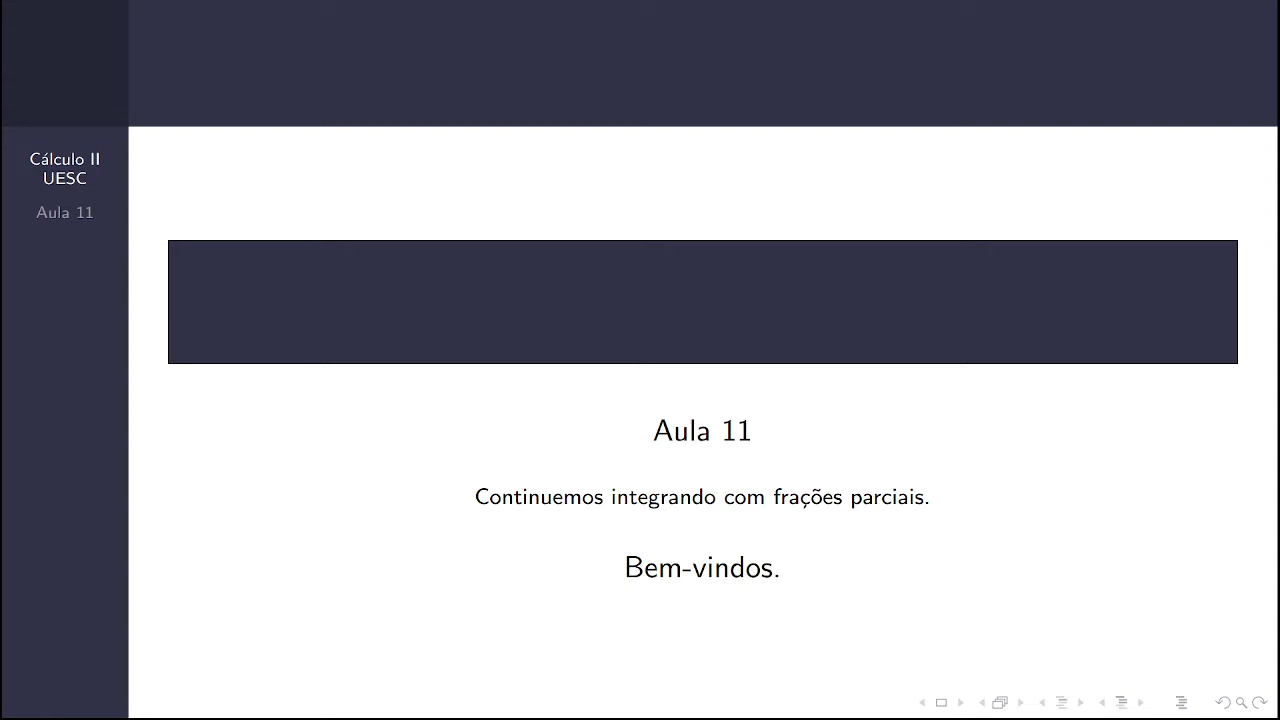 Cálculo II
UESC
Aula 11
Aula 11
Continuemos integrando com frações parciais.
Bem-vindos.